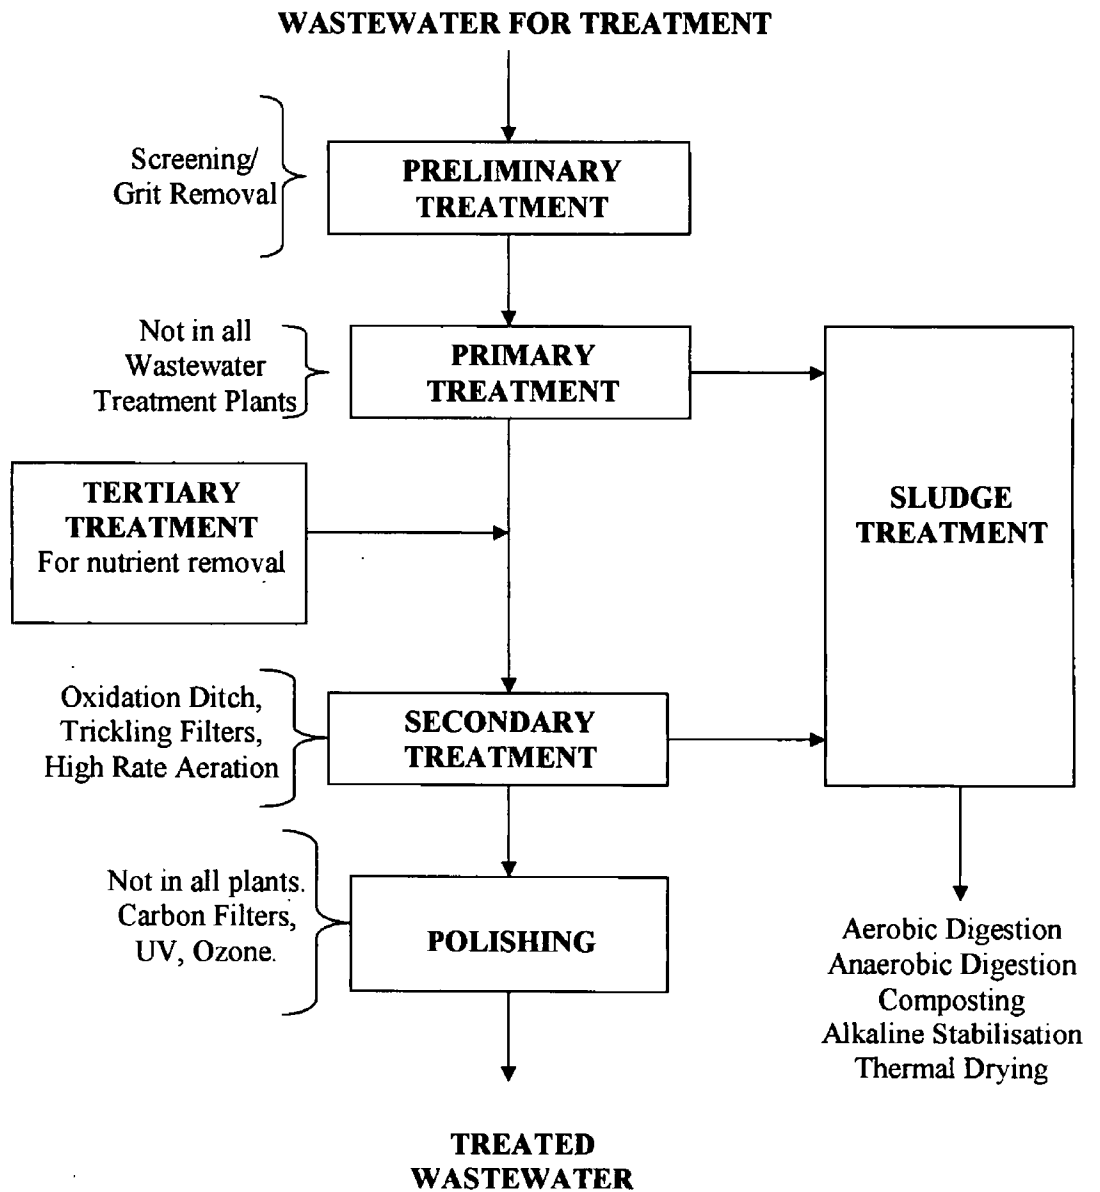 WASTEWATER FOR TREATMENT
Screening/
Grit Removal
PRELIMINARY
TREATMENT
Not in all
Wastewater
Treatment Plants
PRIMARY
TREATMENT
TERTIARY
TREATMENT
For nutrient removal
SLUDGE
TREATMENT
Oxidation Ditch,
Trickling Filters,
High Rate Aeration
SECONDARY
TREATMENT
Not in all plants.
Carbon Filters,
UV, Ozone.
POLISHING
Aerobic Digestion
Anaerobic Digestion
Composting
Alkaline Stabilisation
Thermal Drying
TREATED
WASTEWATER